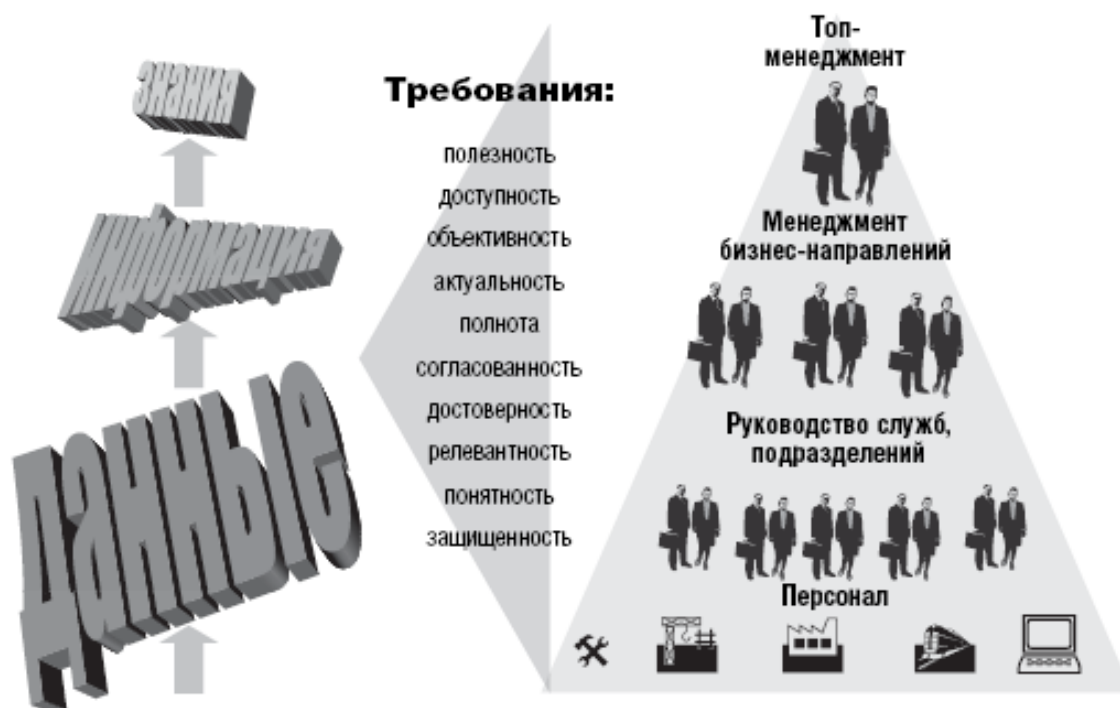 знания
информация
данные
Требования:
полезность
доступность
объективность
актуальность
полнота
согласованность
достоверность
релевантность
понятность
защищенность
Топ-
менеджмент
Менеджмент
бизнес-направлений
Руководство служб,
подразделений
Персонал